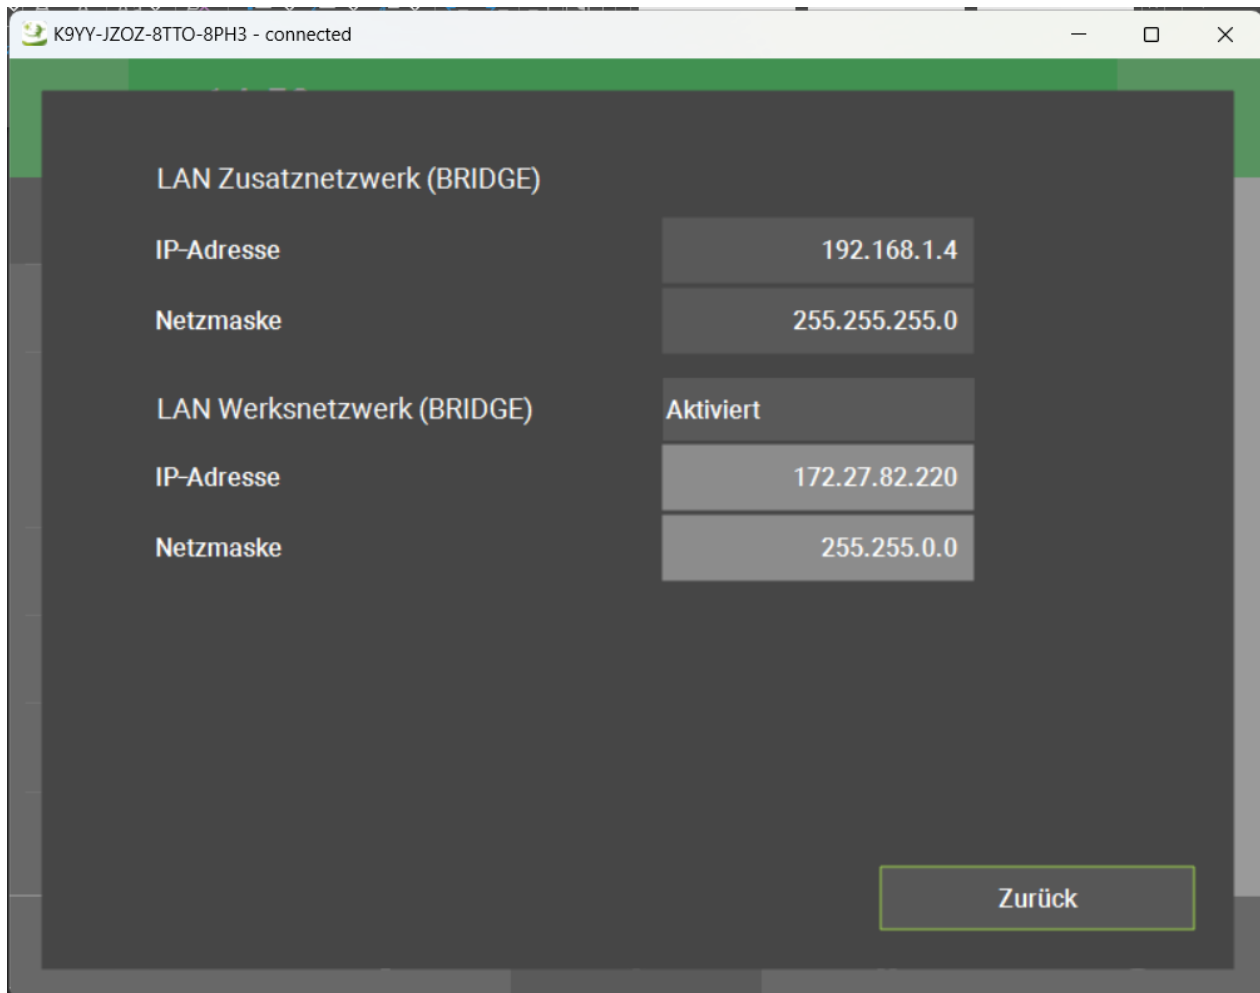 K9YY-JZOZ-8TTO-8PH3 - connected
LAN Zusatznetzwerk (BRIDGE)
IP-Adresse 192.168.1.4
Netzmaske 255.255.255.0
LAN Werksnetzwerk (BRIDGE) Aktiviert
IP-Adresse 172.27.82.220
Netzmaske 255.255.0.0
Zurück